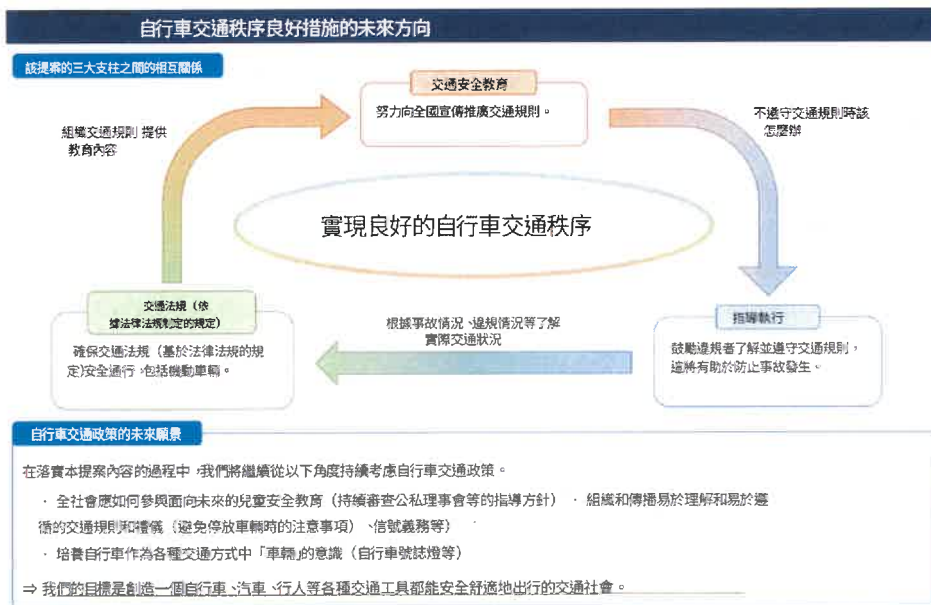 自行車交通秩序良好措施的未來方向
該提案的三大支柱之間的相互關係
交通安全教育
努力向全國宣傳推廣交通規則。
組織交通規則 提供
教育內容
不遵守交通規則時該
怎麼辦
實現良好的自行車交通秩序
交通法規（依
據法律法規制定的規定）
確保交通法規（基於法律法規的規
定)安全通行，包括機動車輛。
根據事故情況、違規情況等了解
實際交通狀況
指導執行
鼓勵違規者了解並遵守交通規則，
這將有助於防止事故發生。
自行車交通政策的未來願景
在落實本提案內容的過程中，我們將繼續從以下角度持續考慮自行車交通政策。
· 全社會應如何參與面向未來的兒童安全教育（持續審查公私理事會等的指導方針） · 組織和傳播易於理解和易於遵
循的交通規則和禮儀（避免停放車輛時的注意事項）、信號義務等）
· 培養自行車作為各種交通方式中「車輛」的意識（自行車號誌燈等）
⇒ 我們的目標是創造一個自行車、汽車、行人等各種交通工具都能安全舒適地出行的交通社會。